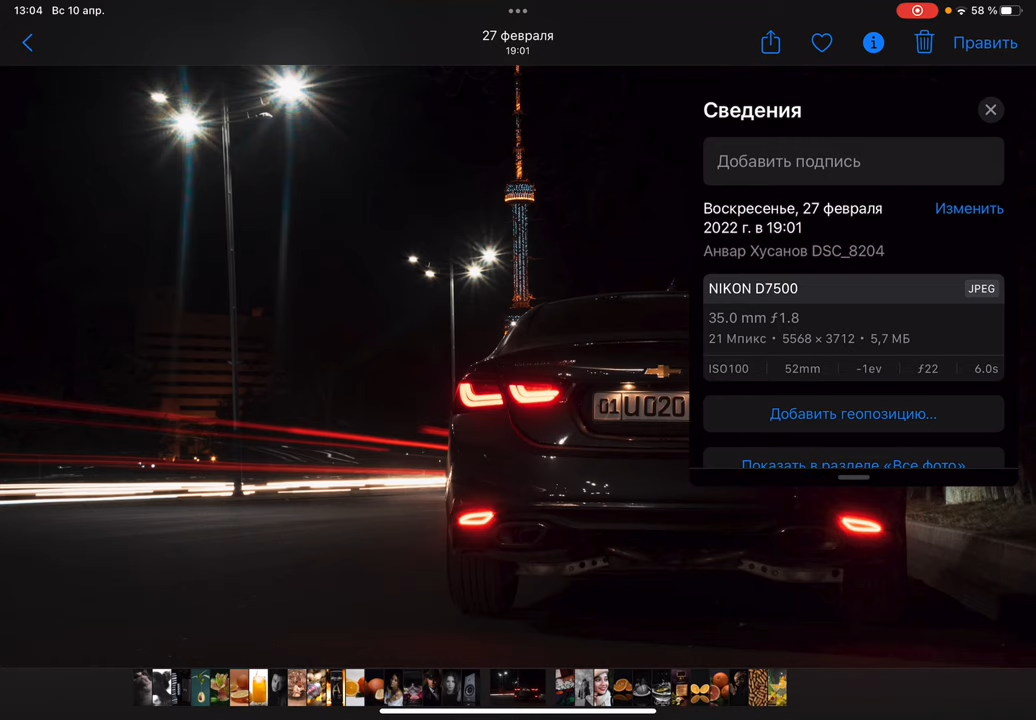 13:04 Вс 10 апр.
58 %
27 февраля
19:01
Править
Сведения
Добавить подпись
Воскресенье, 27 февраля
2022 г. в 19:01
Изменить
Анвар Хусанов DSC_8204
NIKON D7500
JPEG
35.0 mm ƒ1.8
21 Мпикс • 5568 × 3712 • 5,7 МБ
ISO100 52mm -1ev ƒ22 6.0s
Добавить геопозицию...
Показать в разделе «Все фото»
01 U 020